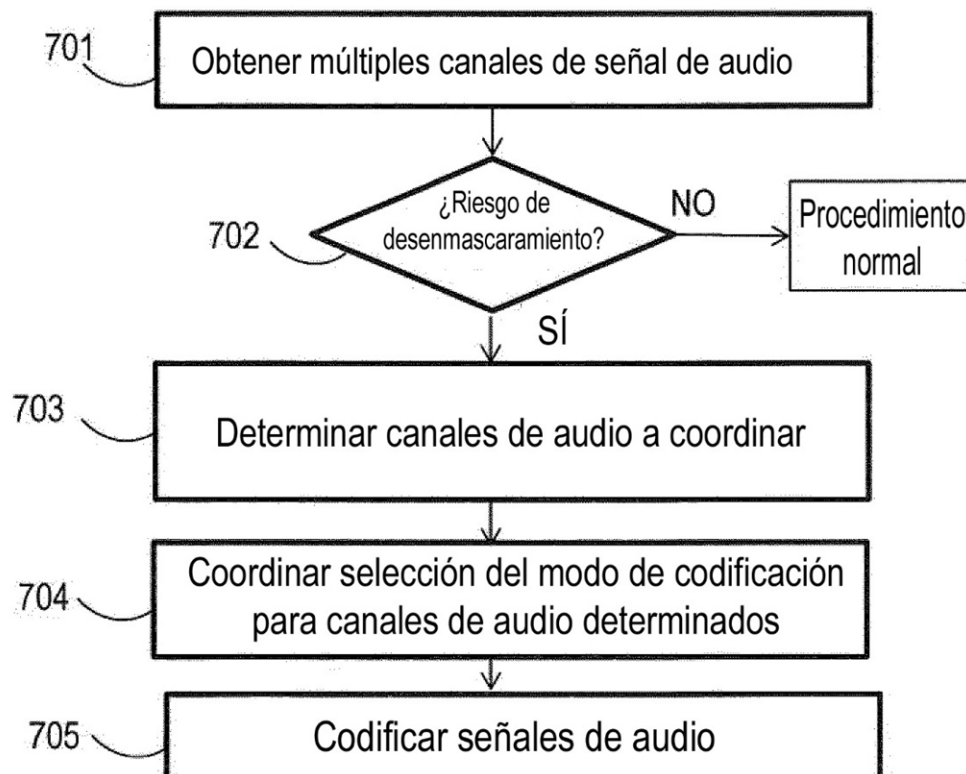 701
Obtener múltiples canales de señal de audio
702
¿Riesgo de
desenmascaramiento?
NO
Procedimiento
normal
SÍ
703
Determinar canales de audio a coordinar
704
Coordinar selección del modo de codificación
para canales de audio determinados
705
Codificar señales de audio